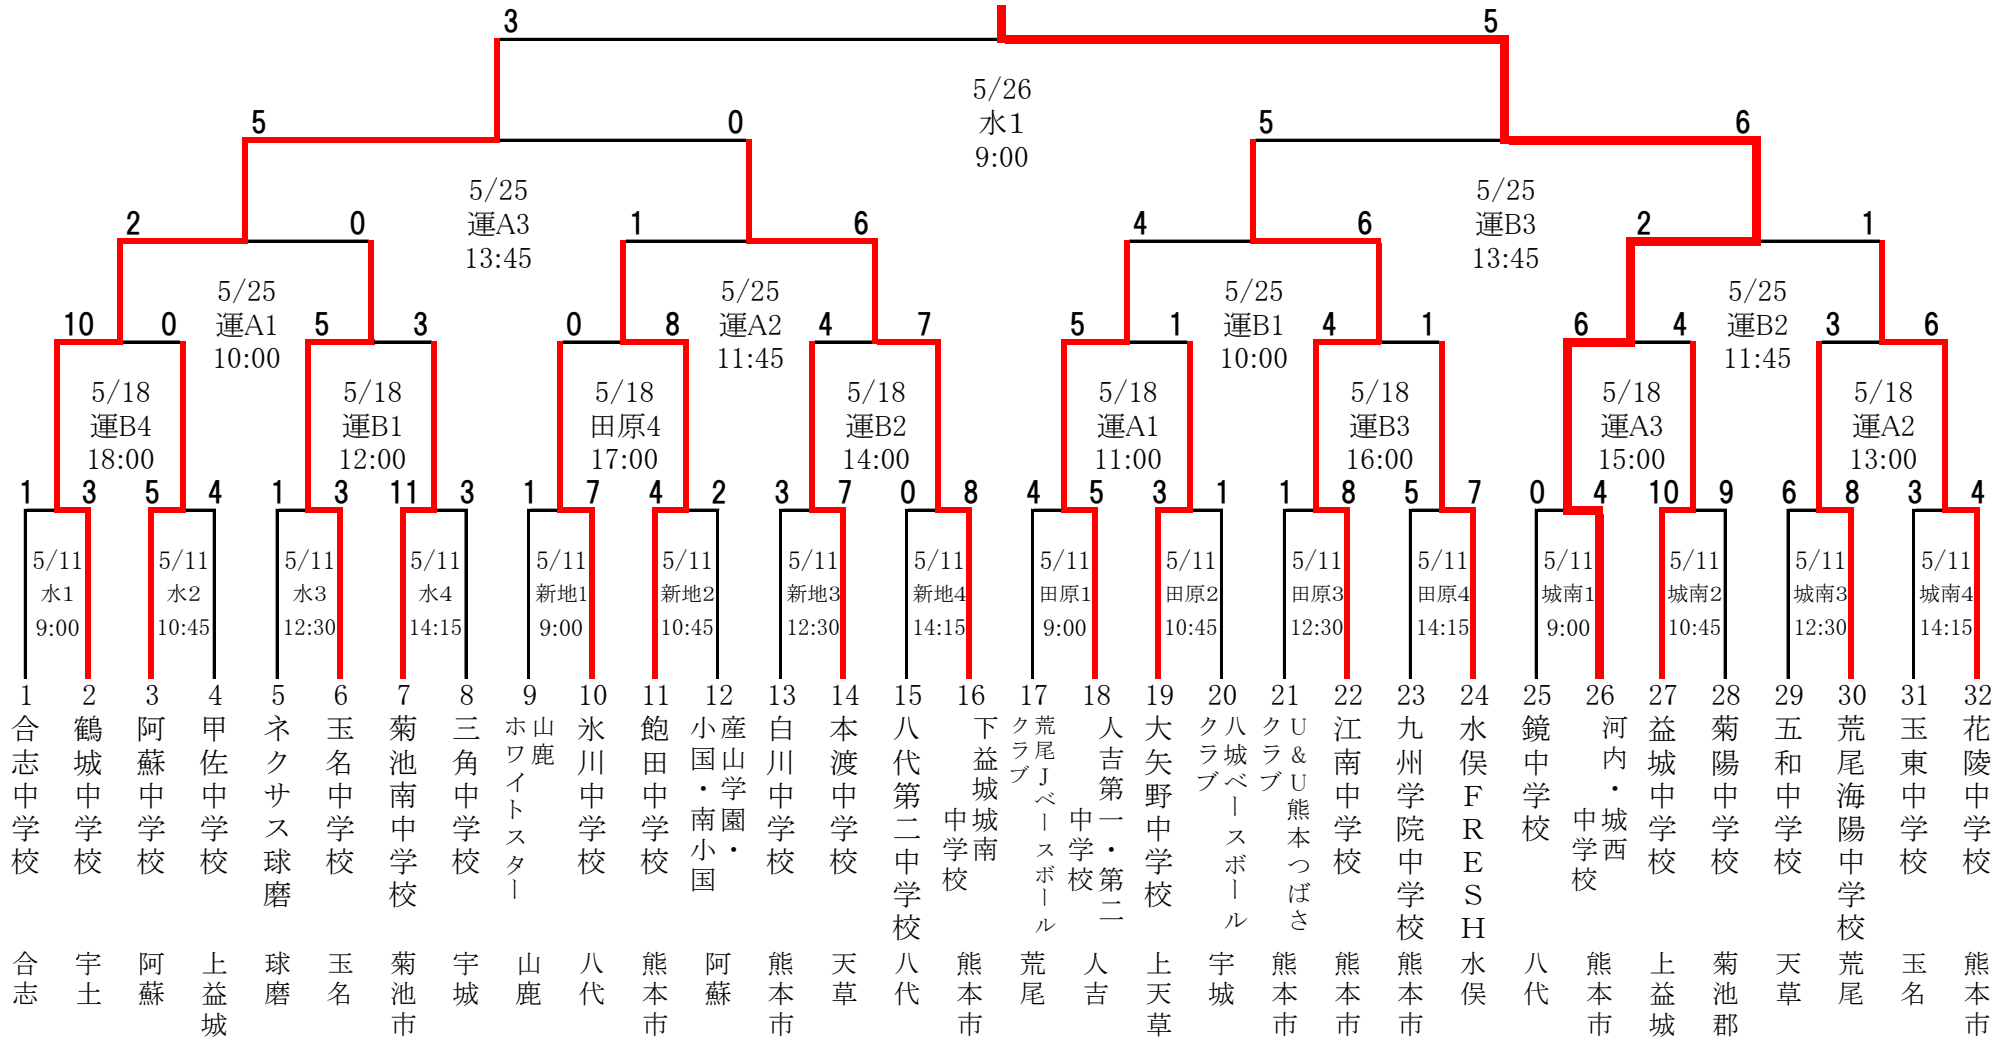 3 5
5/26
水1
9:00
5 0 5 6
5/25 5/25
運A3 運B3
13:45 13:45
2 0 1 6 4 6 2 1
5/25 5/25 5/25 5/25
運A1 運A2 運B1 運B2
10:00 11:45 10:00 11:45
10 0 5 3 0 8 4 7 5 1 4 1 6 4 3 6
5/18 5/18 5/18 5/18 5/18 5/18 5/18 5/18
運B4 運B1 田原4 運B2 運A1 運B3 運A3 運A2
18:00 12:00 17:00 14:00 11:00 16:00 15:00 13:00
1 3 5 4 1 3 11 3 1 7 4 2 3 7 0 8 4 5 3 1 1 8 5 7 0 4 10 9 6 8 3 4
5/11 5/11 5/11 5/11 5/11 5/11 5/11 5/11 5/11 5/11 5/11 5/11 5/11 5/11 5/11 5/11
水1 水2 水3 水4 新地1 新地2 新地3 新地4 田原1 田原2 田原3 田原4 城南1 城南2 城南3 城南4
9:00 10:45 12:30 14:15 9:00 10:45 12:30 14:15 9:00 10:45 12:30 14:15 9:00 10:45 12:30 14:15
1 2 3 4 5 6 7 8 9 10 11 12 13 14 15 16 17 18 19 20 21 22 23 24 25 26 27 28 29 30 31 32
合志中学校
鶴城中学校
阿蘇中学校
甲佐中学校
ネクサス球磨
玉名中学校
菊池南中学校
三角中学校
山鹿
ホワイトスター
氷川中学校
飽田中学校
産山学園・
小国・南小国
白川中学校
本渡中学校
八代第二中学校
下益城城南
中学校
荒尾Jベースボール
クラブ
人吉第一・第二
中学校
大矢野中学校
八城ベースボール
クラブ
U&U熊本つばさ
クラブ
江南中学校
九州学院中学校
水俣FRESH
鏡中学校
河内・城西
中学校
益城中学校
菊陽中学校
五和中学校
荒尾海陽中学校
玉東中学校
花陵中学校
合志 宇土 阿蘇 上益城 球磨 玉名 菊池市 宇城 山鹿 八代 熊本市 阿蘇 熊本市 天草 八代 熊本市 荒尾 人吉 上天草 宇城 熊本市 熊本市 熊本市 水俣 八代 熊本市 上益城 菊池郡 天草 荒尾 玉名 熊本市